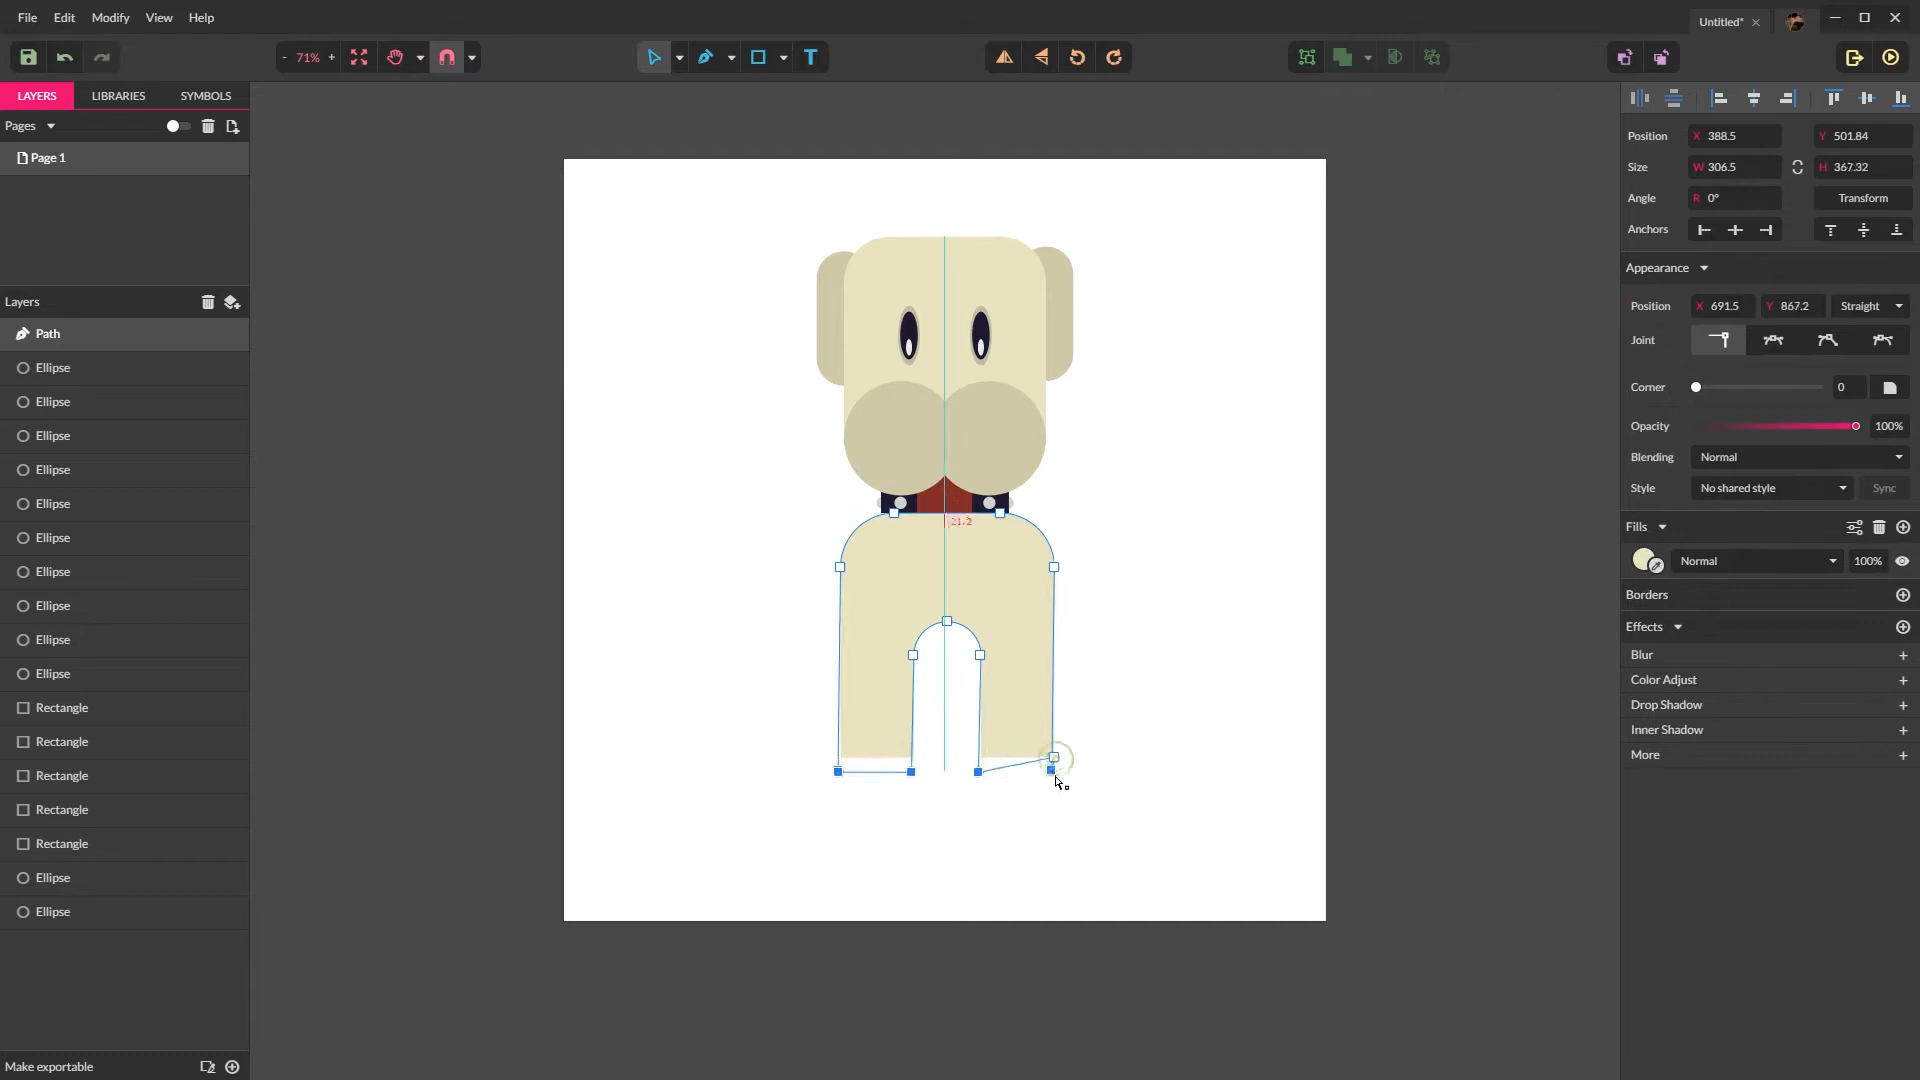 File Edit Modify View Help
Untitled*
- 71% +
T
LAYERS LIBRARIES SYMBOLS
Pages
Page 1
Layers
Path
Ellipse
Ellipse
Ellipse
Ellipse
Ellipse
Ellipse
Ellipse
Ellipse
Ellipse
Ellipse
Rectangle
Rectangle
Rectangle
Rectangle
Rectangle
Ellipse
Ellipse
Make exportable
21.2
Position X 388.5 Y 501.84
Size W 306.5 H 367.32
Angle R 0° Transform
Anchors
Appearance
Position X 691.5 Y 867.2 Straight
Joint
Corner 0
Opacity 100%
Blending Normal
Style No shared style Sync
Fills
Normal 100%
Borders
Effects
Blur +
Color Adjust +
Drop Shadow +
Inner Shadow +
More +